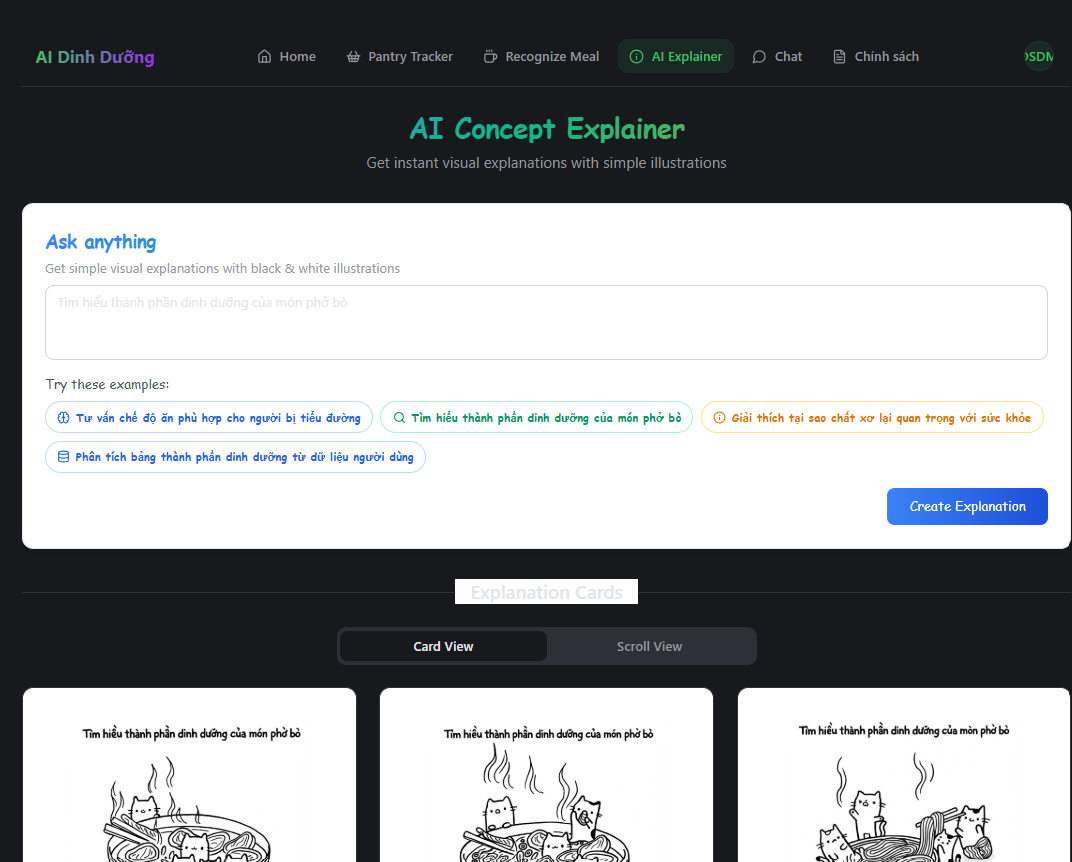 AI Dinh Dưỡng
Home
Pantry Tracker
Recognize Meal
AI Explainer
Chat
Chính sách
AI Concept Explainer
Get instant visual explanations with simple illustrations
Ask anything
Get simple visual explanations with black & white illustrations
Tìm hiểu thành phần dinh dưỡng của món phở bò
Try these examples:
Tư vấn chế độ ăn phù hợp cho người bị tiểu đường
Tìm hiểu thành phần dinh dưỡng của món phở bò
Giải thích tại sao chất xơ lại quan trọng với sức khỏe
Phân tích bảng thành phần dinh dưỡng từ dữ liệu người dùng
Create Explanation
Explanation Cards
Card View
Scroll View
Tìm hiểu thành phần dinh dưỡng của món phở bò
Tìm hiểu thành phần dinh dưỡng của món phở bò
Tìm hiểu thành phần dinh dưỡng của món phở bò